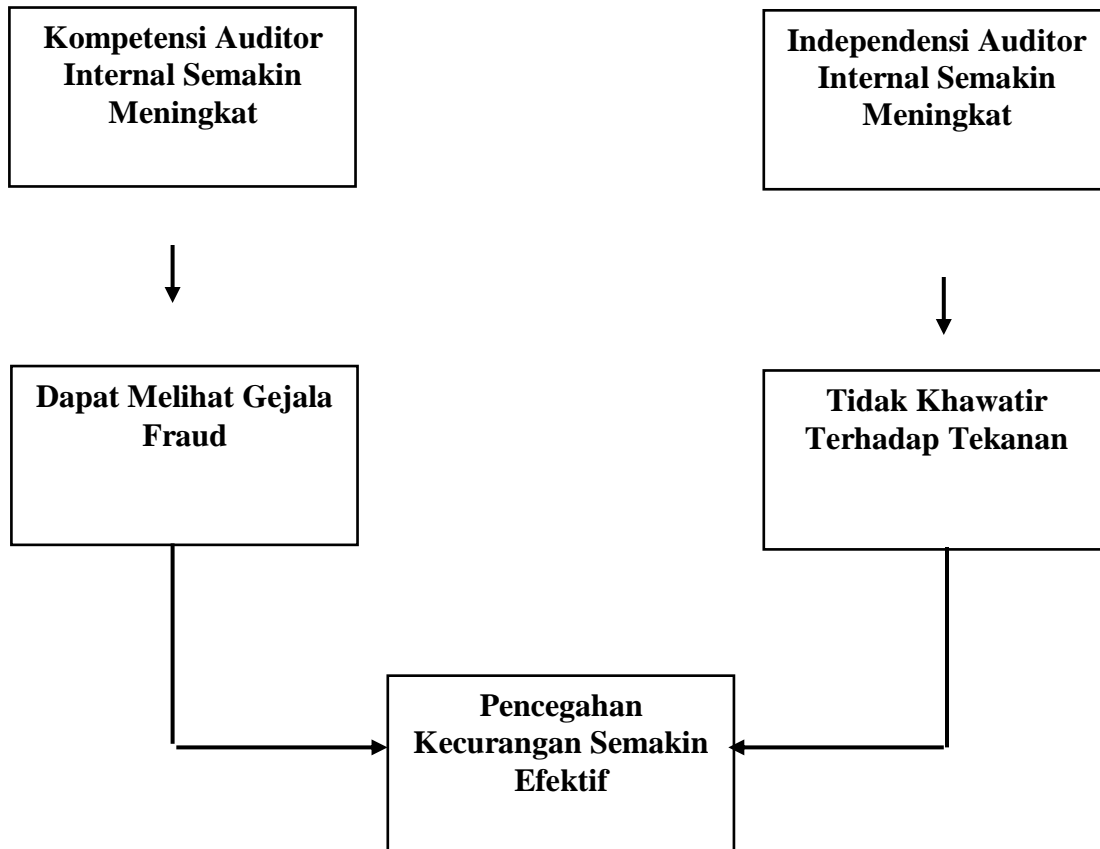 Kompetensi Auditor
Internal Semakin
Meningkat
Independensi Auditor
Internal Semakin
Meningkat
Dapat Melihat Gejala
Fraud
Tidak Khawatir
Terhadap Tekanan
Pencegahan
Kecurangan Semakin
Efektif